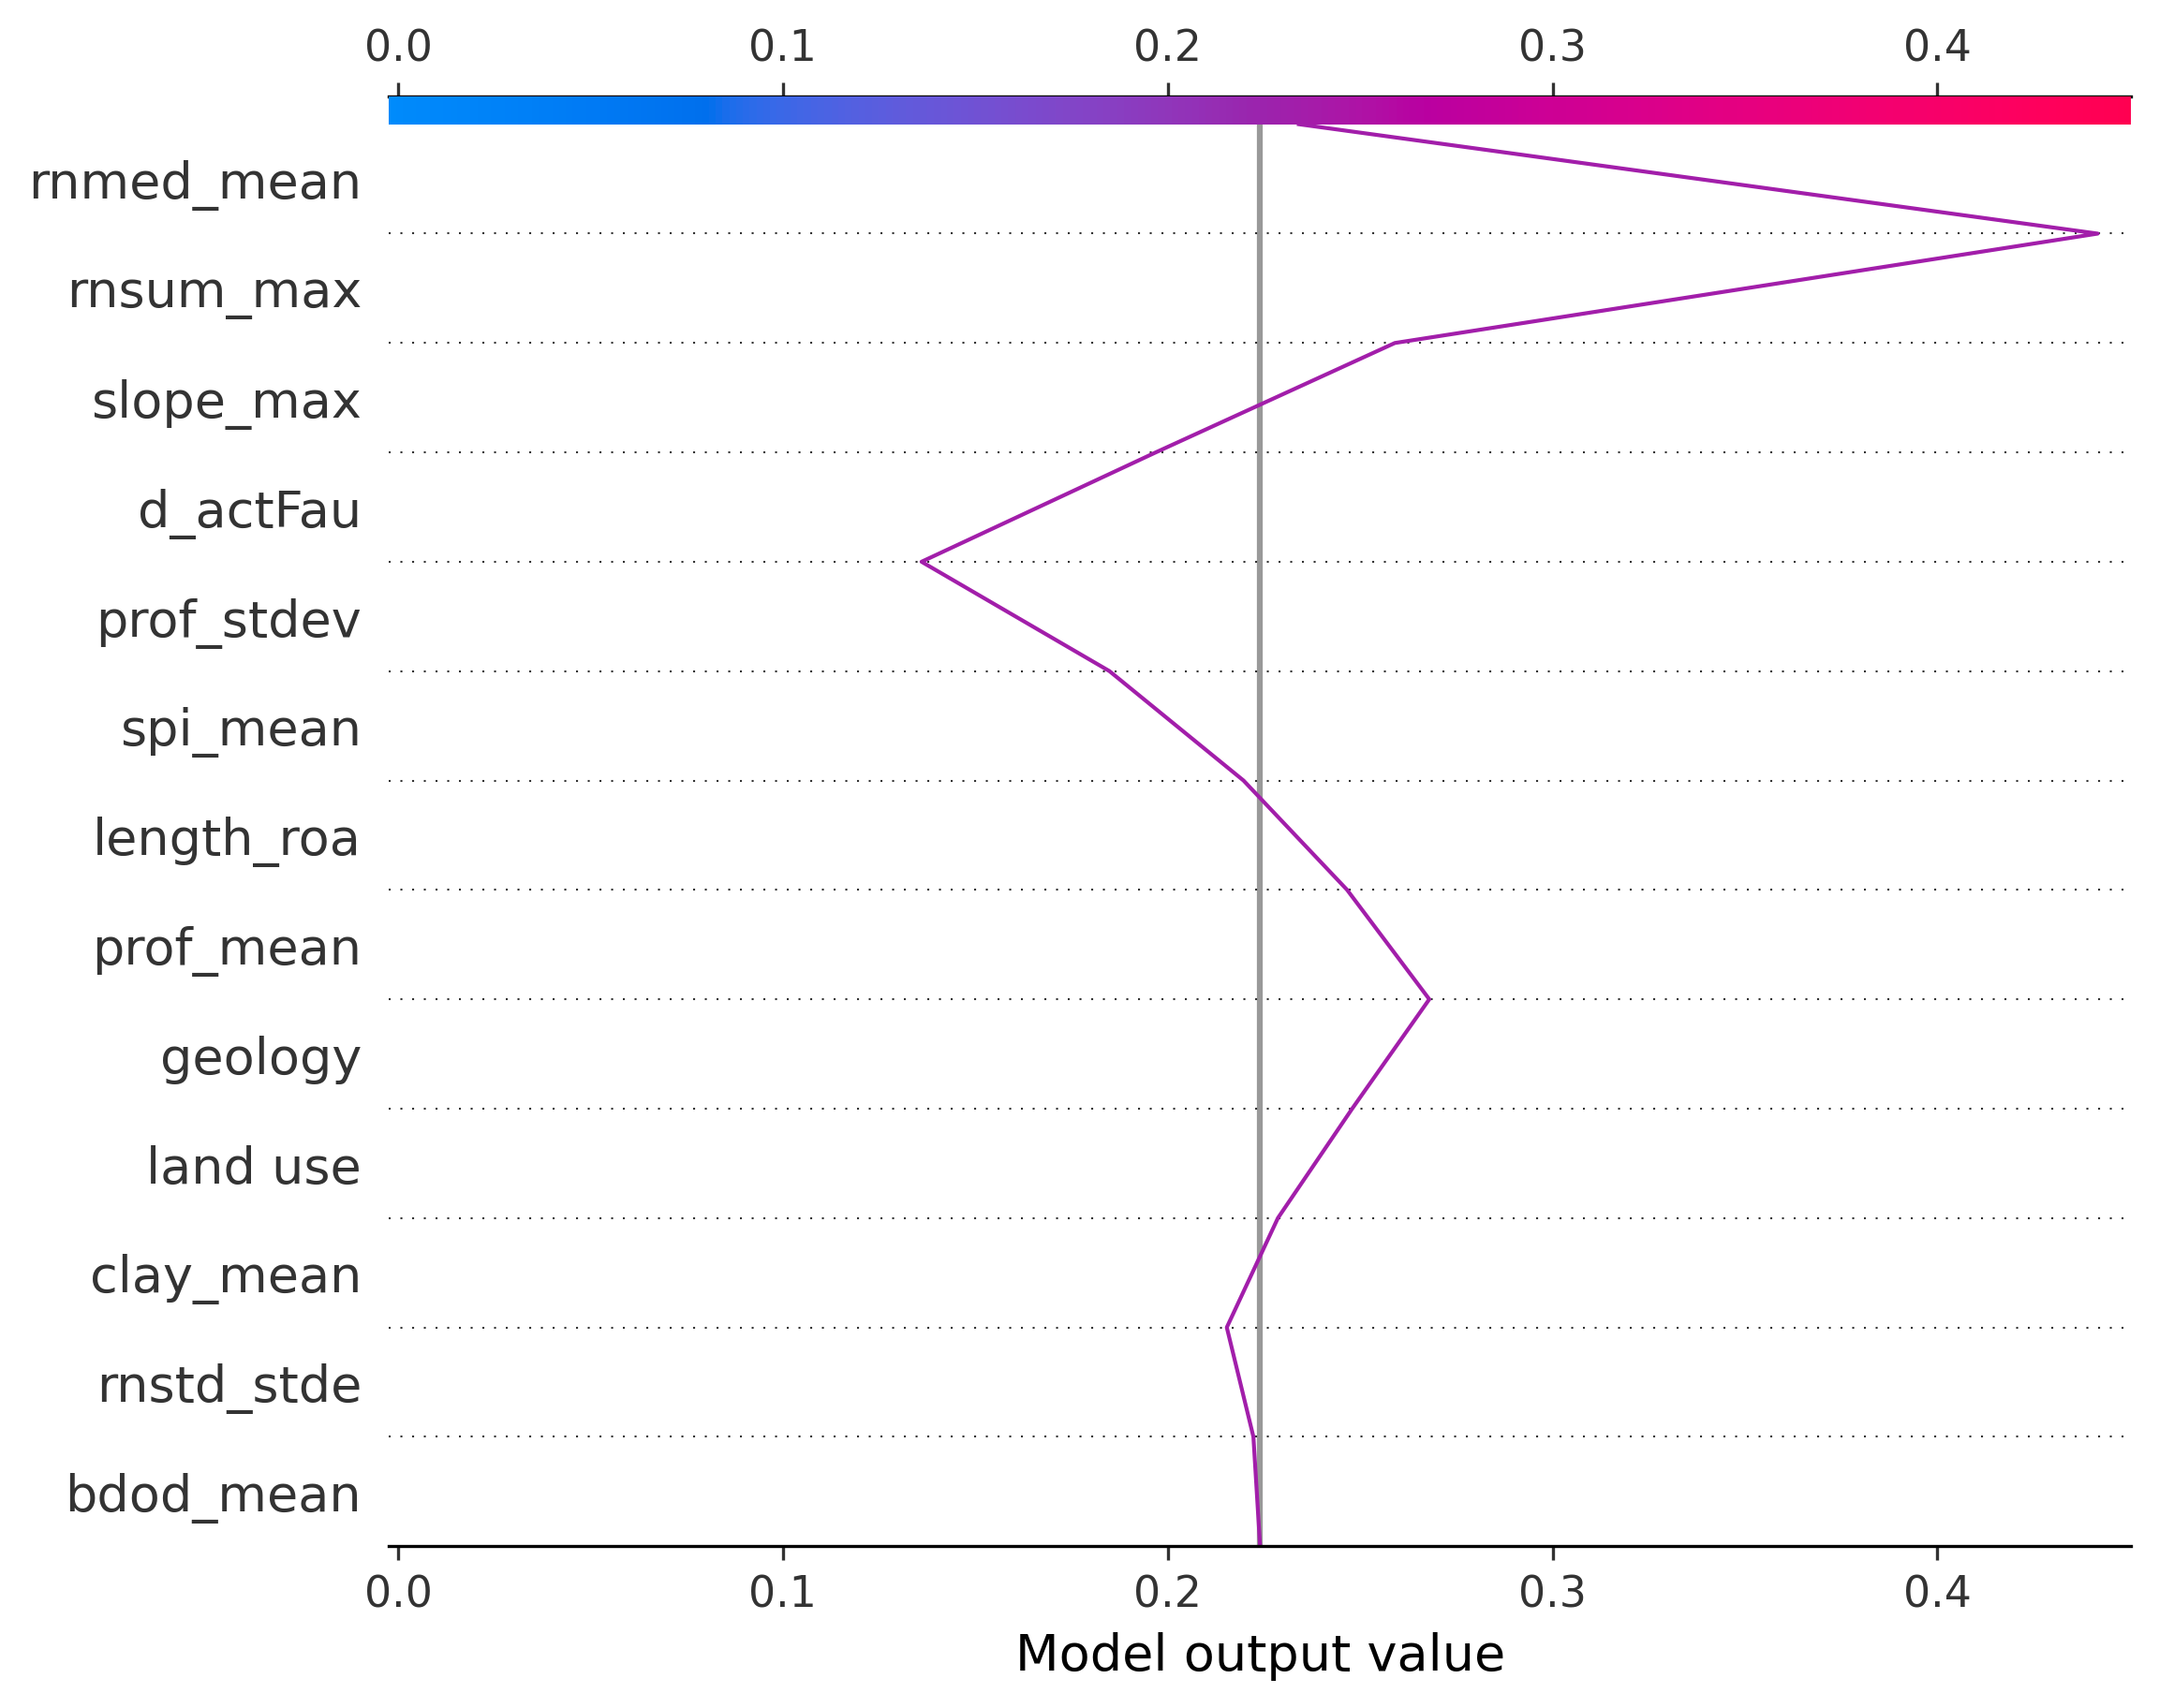 0.0 0.1 0.2 0.3 0.4
rnmed_mean
rnsum_max
slope_max
d_actFau
prof_stdev
spi_mean
length_roa
prof_mean
geology
land use
clay_mean
rnstd_stde
bdod_mean
0.0 0.1 0.2 0.3 0.4
Model output value